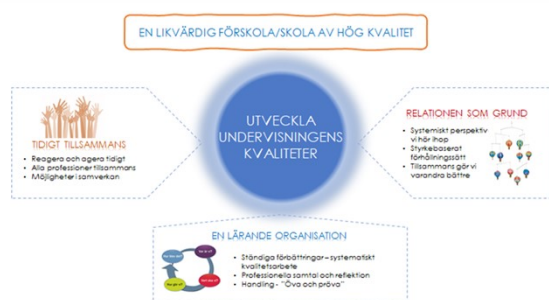 EN LIKVÄRDIG FÖRSKOLA/SKOLA AV HÖG KVALITET
UTVECKLA
UNDERVISNINGENS
KVALITETER
TIDIGT TILLSAMMANS
• Reagera och agera tidigt
• Alla professioner tillsammans
• Möjligheter i samverkan
RELATIONEN SOM GRUND
• Systemiskt perspektiv
vi hör ihop
• Styrkebaserat
förhållningssätt
• Tillsammans gör vi
varandra bättre
EN LÄRANDE ORGANISATION
• Ständiga förbättringar – systematiskt
kvalitetsarbete
• Professionella samtal och reflektion
• Handling - "Öva och pröva"